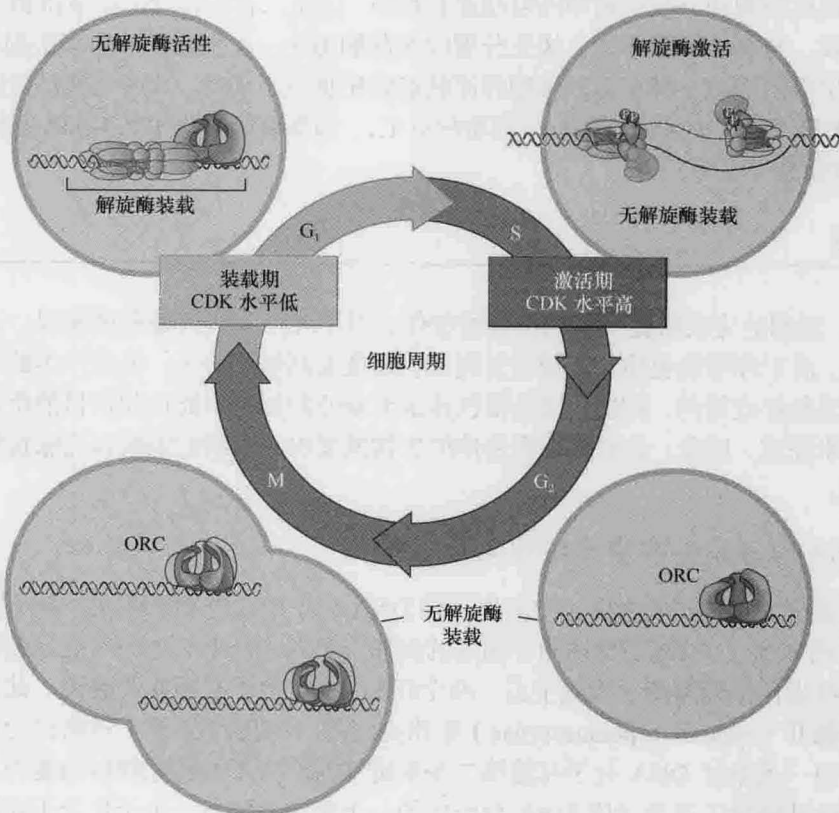 无解旋酶活性
解旋酶装载
解旋酶激活
无解旋酶装载
G₁
S
装载期
CDK 水平低
激活期
CDK 水平高
细胞周期
M
G₂
ORC
ORC
无解旋酶
装载